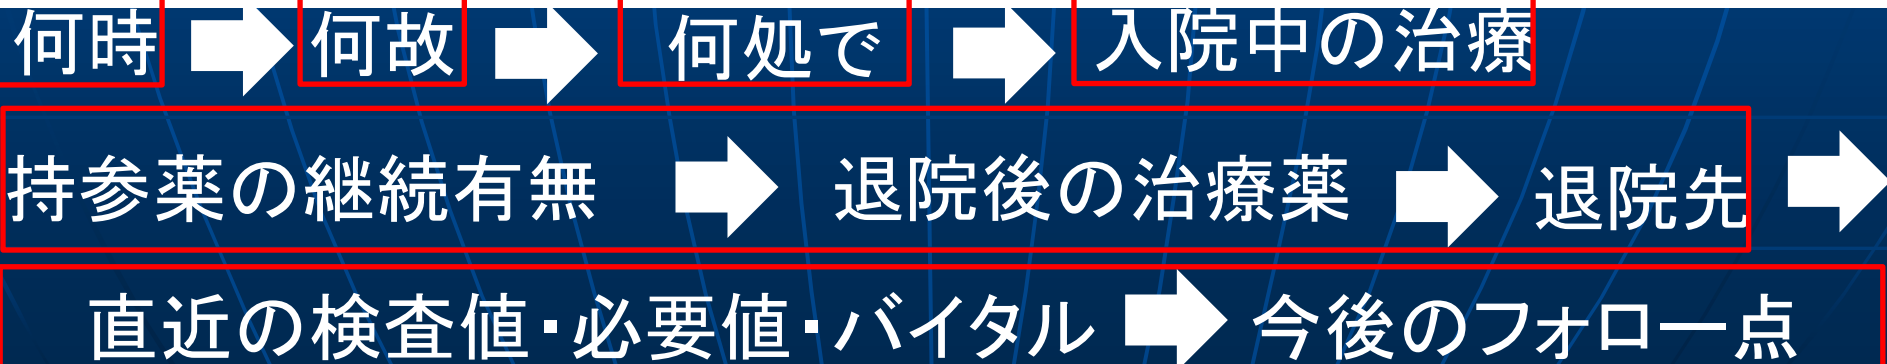 何時 何故 何処で 入院中の治療
持参薬の継続有無 退院後の治療薬 退院先
直近の検査値・必要値・バイタル 今後のフォロー点